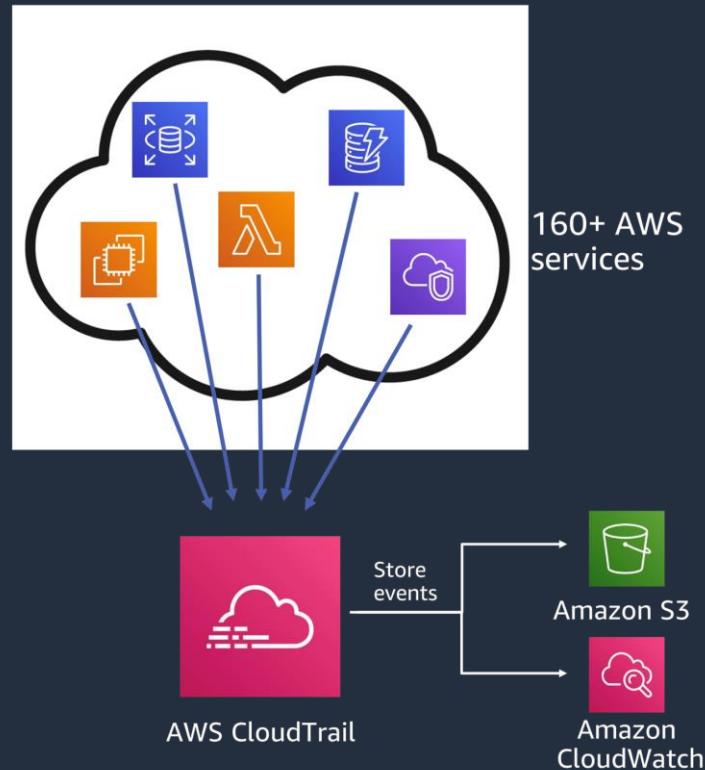 160+ AWS
services
Store
events
Amazon S3
AWS CloudTrail
Amazon
CloudWatch